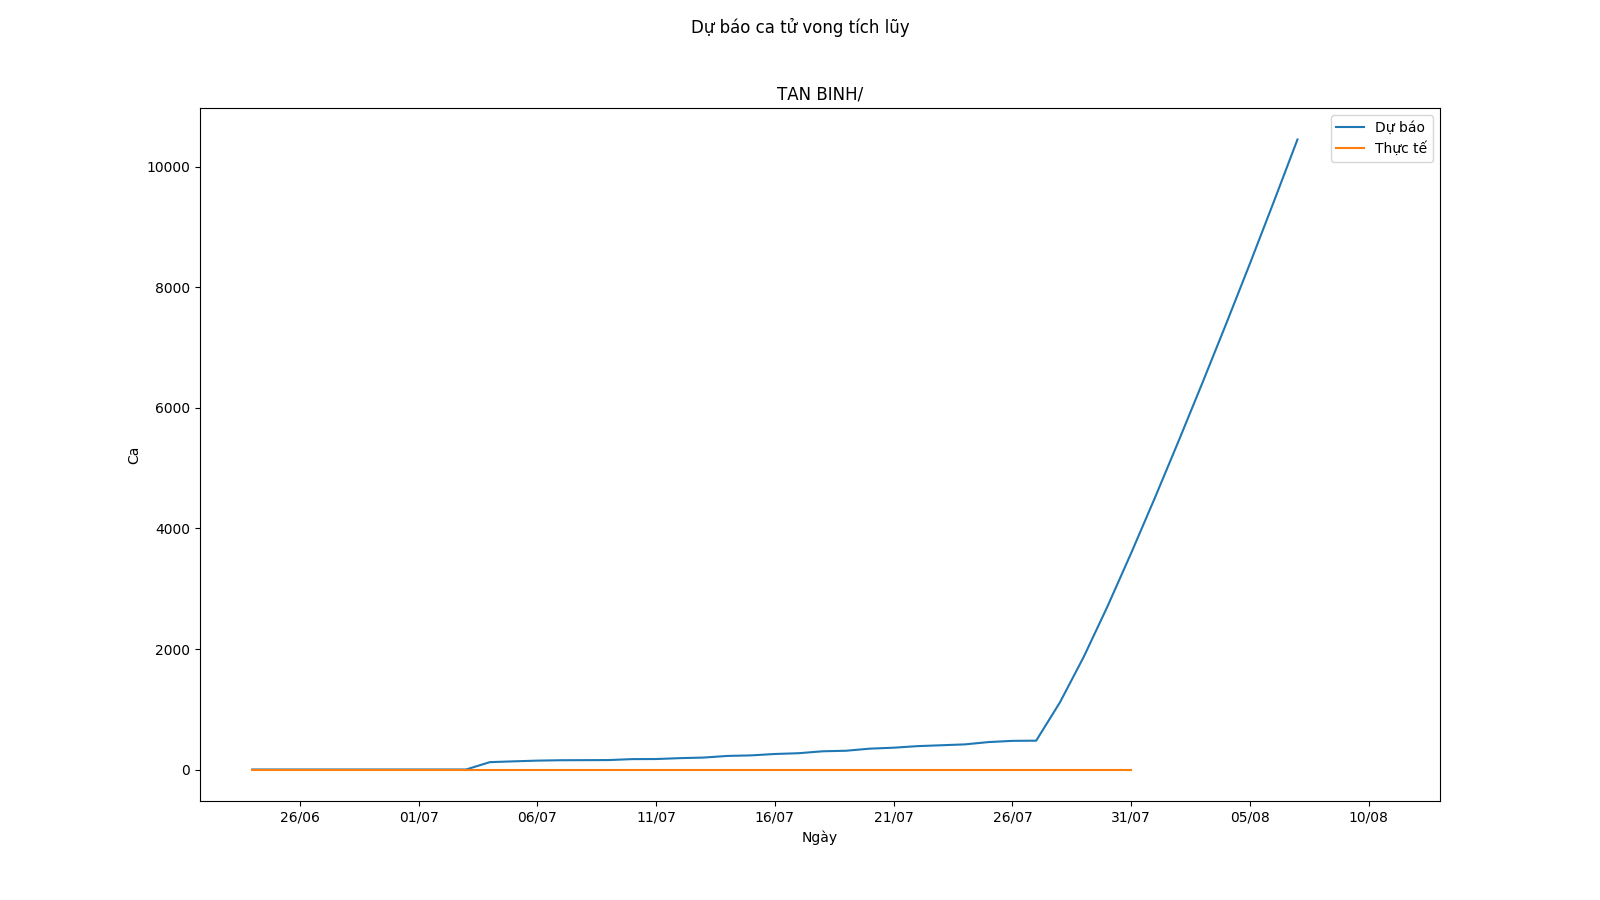 Dự báo ca tử vong tích lũy
TAN BINH/
Dự báo
Thực tế
10000
8000
6000
4000
2000
0
Ca
26/06
01/07
06/07
11/07
16/07
21/07
26/07
31/07
05/08
10/08
Ngày